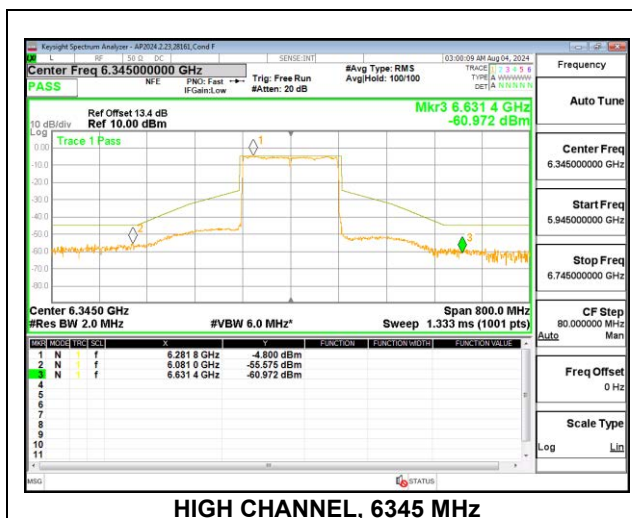 Keysight Spectrum Analyzer - AP2024.2.23,28161,Cond F
L RF 50 Ω DC SENSE:INT 03:00:09 AM Aug 04, 2024
Center Freq 6.345000000 GHz
PASS
NFE PNO: Fast
IFGain:Low
Trig: Free Run
#Atten: 20 dB
#Avg Type: RMS
Avg|Hold: 100/100
TRACE 1 2 3 4 5 6
TYPE A WWWWW
DET A NNNNN
Ref Offset 13.4 dB
10 dB/div Ref 10.00 dBm
Mkr3 6.631 4 GHz
-60.972 dBm
Log
Trace 1 Pass
0.00
-10.0
-20.0
-30.0
-40.0
-50.0
-60.0
-70.0
-80.0
1
2
3
Center 6.3450 GHz Span 800.0 MHz
#Res BW 2.0 MHz #VBW 6.0 MHz* Sweep 1.333 ms (1001 pts)
MKR MODE TRC SCL X Y FUNCTION FUNCTION WIDTH FUNCTION VALUE
1 N 1 f 6.281 8 GHz -4.800 dBm
2 N 1 f 6.081 0 GHz -55.575 dBm
3 N 1 f 6.631 4 GHz -60.972 dBm
4
5
6
7
8
9
10
11
MSG STATUS
Frequency
Auto Tune
Center Freq
6.345000000 GHz
Start Freq
5.945000000 GHz
Stop Freq
6.745000000 GHz
CF Step
80.000000 MHz
Auto Man
Freq Offset
0 Hz
Scale Type
Log Lin
HIGH CHANNEL, 6345 MHz